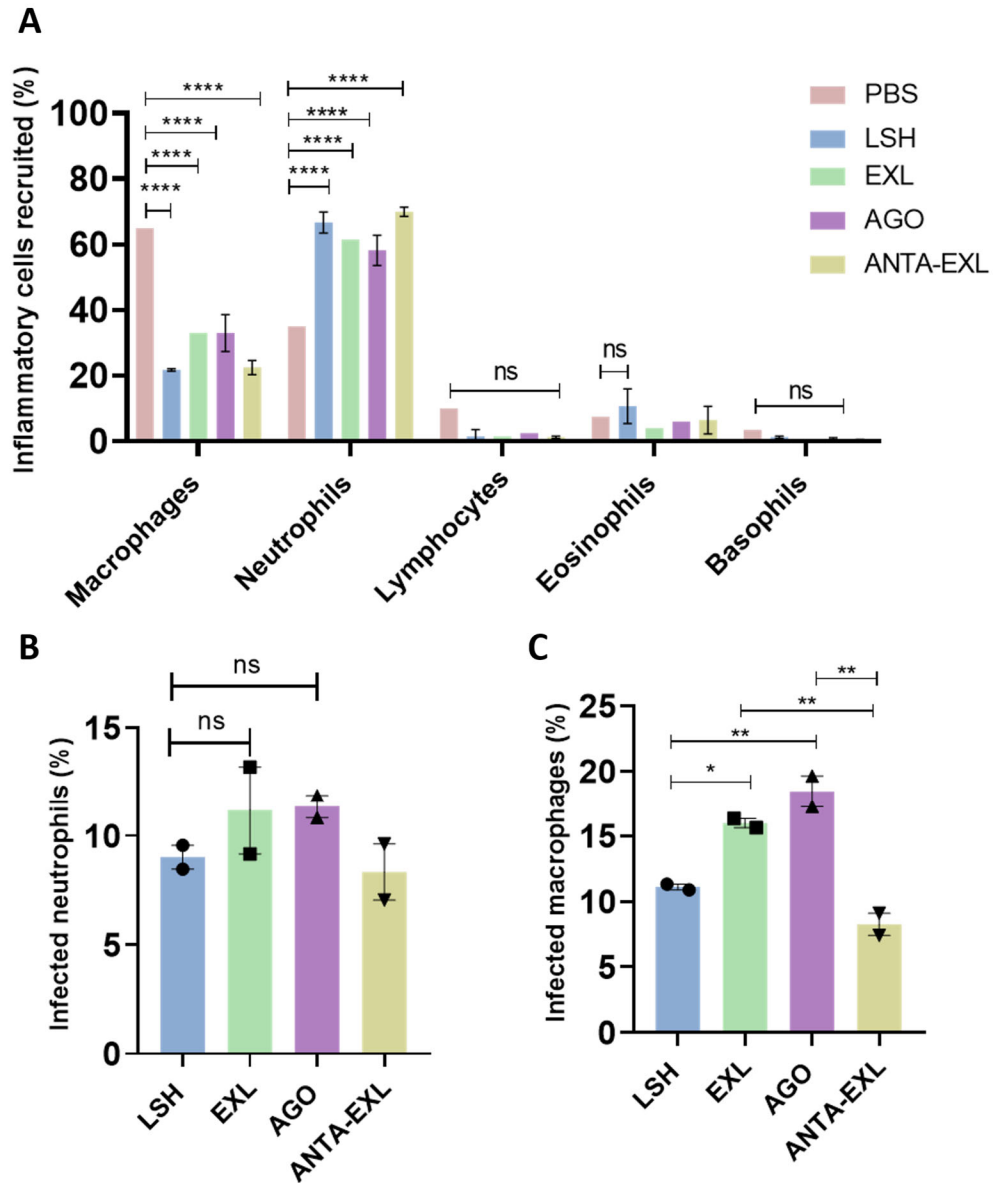 A
Inflammatory cells recruited (%)
100
80
60
40
20
0
****
****
****
****
****
****
****
****
ns
ns
ns
PBS
LSH
EXL
AGO
ANTA-EXL
Macrophages
Neutrophils
Lymphocytes
Eosinophils
Basophils
B
Infected neutrophils (%)
15
10
5
0
ns
ns
LSH
EXL
AGO
ANTA-EXL
C
Infected macrophages (%)
25
20
15
10
5
0
**
**
**
*
LSH
EXL
AGO
ANTA-EXL